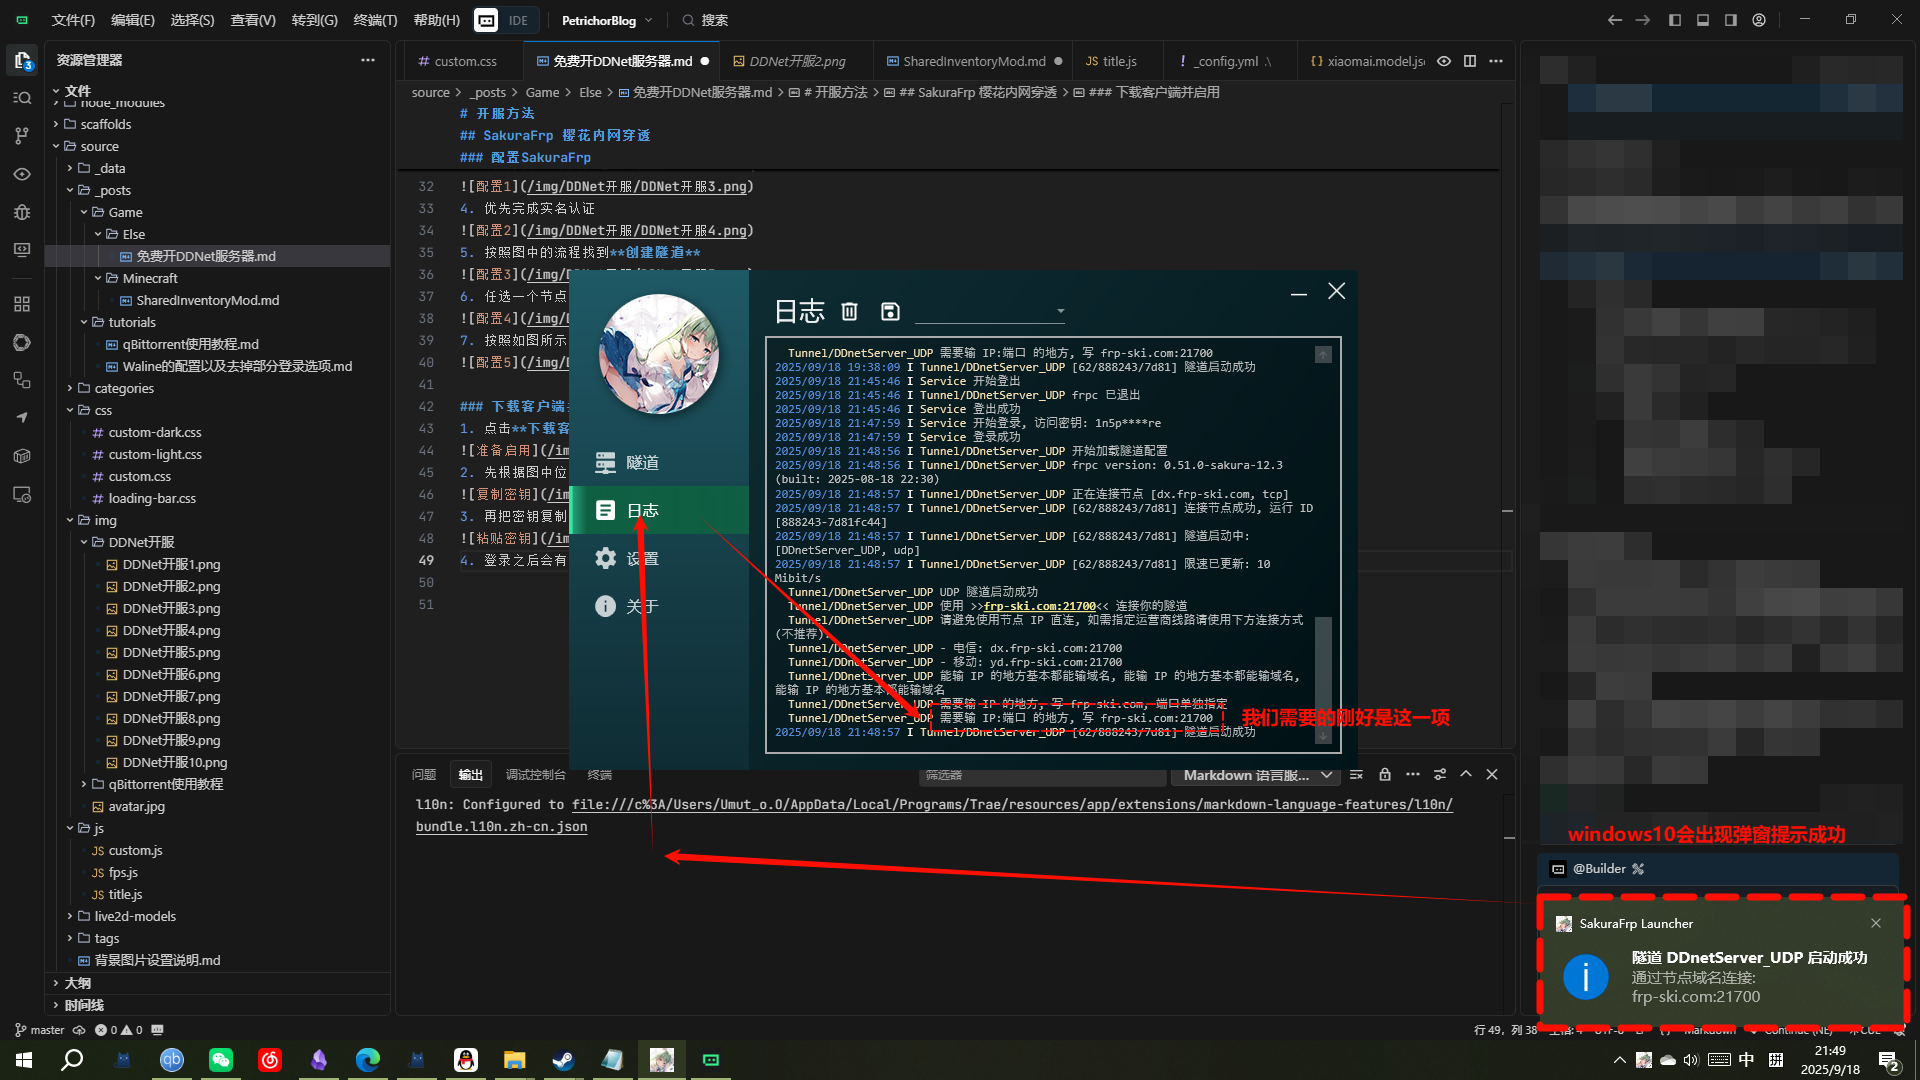 文件(F) 编辑(E) 选择(S) 查看(V) 转到(G) 终端(T) 帮助(H) IDE PetrichorBlog 搜索
资源管理器
文件
node_modules
scaffolds
source
_data
_posts
Game
Else
免费开DDNet服务器.md
Minecraft
SharedInventoryMod.md
tutorials
qBittorrent使用教程.md
Waline的配置以及去掉部分登录选项.md
categories
css
custom-dark.css
custom-light.css
custom.css
loading-bar.css
img
DDNet开服
DDNet开服1.png
DDNet开服2.png
DDNet开服3.png
DDNet开服4.png
DDNet开服5.png
DDNet开服6.png
DDNet开服7.png
DDNet开服8.png
DDNet开服9.png
DDNet开服10.png
qBittorrent使用教程
avatar.jpg
js
JS custom.js
JS fps.js
JS title.js
live2d-models
tags
背景图片设置说明.md
大纲
时间线
# custom.css 免费开DDNet服务器.md DDNet开服2.png SharedInventoryMod.md JS title.js ! _config.yml .\ {} xiaomai.model.js
source > _posts > Game > Else > 免费开DDNet服务器.md > # 开服方法 > ## SakuraFrp 樱花内网穿透 > ### 下载客户端并启用
# 开服方法
## SakuraFrp 樱花内网穿透
### 配置SakuraFrp
32 ![配置1](/img/DDNet开服/DDNet开服3.png)
33 4. 优先完成实名认证
34 ![配置2](/img/DDNet开服/DDNet开服4.png)
35 5. 按照图中的流程找到**创建隧道**
36 ![配置3](/img/D
37 6. 任选一个节点
38 ![配置4](/img/D
39 7. 按照如图所示
40 ![配置5](/img/D
41
42 ### 下载客户端
43 1. 点击**下载客
44 ![准备启用](/im
45 2. 先根据图中位
46 ![复制密钥](/im
47 3. 再把密钥复制
48 ![粘贴密钥](/im
49 4. 登录之后会有
50
51
隧道
日志
设置
关于
日志
Tunnel/DDnetServer_UDP 需要输 IP:端口 的地方, 写 frp-ski.com:21700
2025/09/18 19:38:09 I Tunnel/DDnetServer_UDP [62/888243/7d81] 隧道启动成功
2025/09/18 21:45:46 I Service 开始登出
2025/09/18 21:45:46 I Tunnel/DDnetServer_UDP frpc 已退出
2025/09/18 21:45:46 I Service 登出成功
2025/09/18 21:47:59 I Service 开始登录, 访问密钥: 1n5p****re
2025/09/18 21:47:59 I Service 登录成功
2025/09/18 21:48:56 I Tunnel/DDnetServer_UDP 开始加载隧道配置
2025/09/18 21:48:56 I Tunnel/DDnetServer_UDP frpc version: 0.51.0-sakura-12.3
(built: 2025-08-18 22:30)
2025/09/18 21:48:57 I Tunnel/DDnetServer_UDP 正在连接节点 [dx.frp-ski.com, tcp]
2025/09/18 21:48:57 I Tunnel/DDnetServer_UDP [62/888243/7d81] 连接节点成功, 运行 ID
[888243-7d81fc44]
2025/09/18 21:48:57 I Tunnel/DDnetServer_UDP [62/888243/7d81] 隧道启动中:
[DDnetServer_UDP, udp]
2025/09/18 21:48:57 I Tunnel/DDnetServer_UDP [62/888243/7d81] 限速已更新: 10
Mibit/s
Tunnel/DDnetServer_UDP UDP 隧道启动成功
Tunnel/DDnetServer_UDP 使用 >>frp-ski.com:21700<< 连接你的隧道
Tunnel/DDnetServer_UDP 请避免使用节点 IP 直连, 如需指定运营商线路请使用下方连接方式
(不推荐)
Tunnel/DDnetServer_UDP - 电信: dx.frp-ski.com:21700
Tunnel/DDnetServer_UDP - 移动: yd.frp-ski.com:21700
Tunnel/DDnetServer_UDP 能输 IP 的地方基本都能输域名, 能输 IP 的地方基本都能输域名,
能输 IP 的地方基本都能输域名
Tunnel/DDnetServer_UDP 需要输 IP 的地方, 写 frp-ski.com, 端口单独指定
Tunnel/DDnetServer_UDP 需要输 IP:端口 的地方, 写 frp-ski.com:21700
2025/09/18 21:48:57 I Tunnel/DDnetServer_UDP [62/888243/7d81] 隧道启动成功
我们需要的刚好是这一项
问题 输出 调试控制台 终端 筛选器 Markdown 语言服...
l10n: Configured to file:///c%3A/Users/Umut_o.O/AppData/Local/Programs/Trae/resources/app/extensions/markdown-language-features/l10n/
bundle.l10n.zh-cn.json
windows10会出现弹窗提示成功
@Builder
SakuraFrp Launcher
隧道 DDnetServer_UDP 启动成功
通过节点域名连接:
frp-ski.com:21700
master 0 0 行 49, 列 38
中 拼 21:49
2025/9/18
2